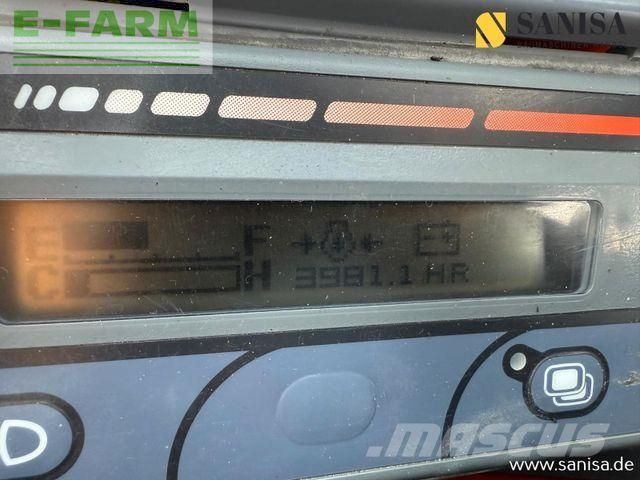 E-FARM
SANISA
E F
C H 3981.1 HR
MASCUS
www.sanisa.de